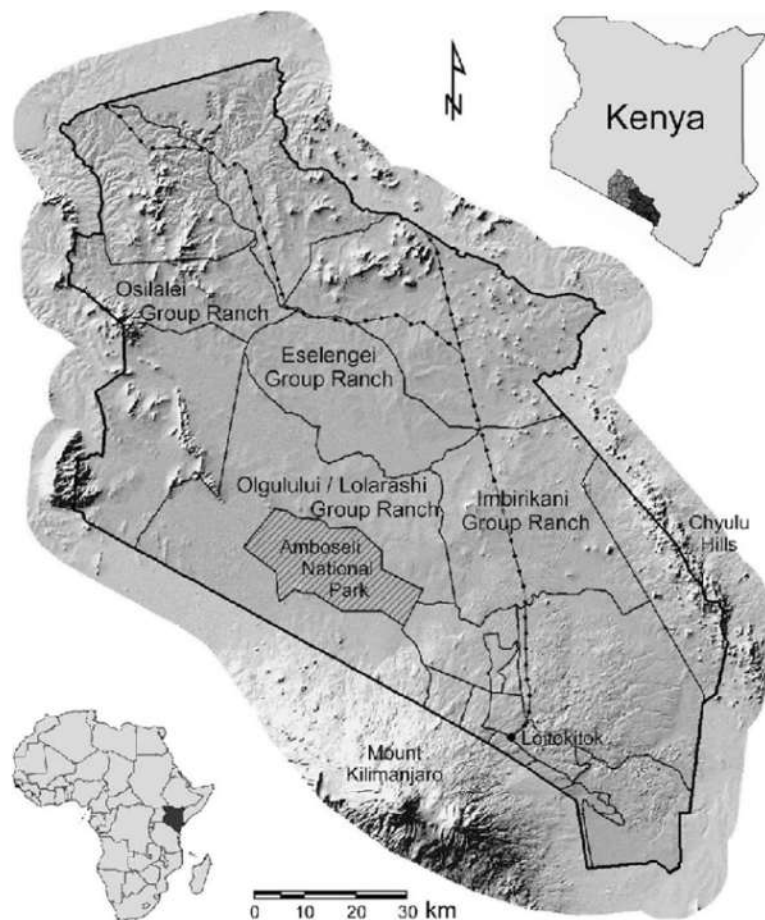 N
Kenya
Osilalei
Group Ranch
Eselengei
Group Ranch
Olgululului / Lolarashi
Group Ranch
Imbirikani
Group Ranch
Chyulu
Hills
Amboseli
National
Park
Loitokitok
Mount
Kilimanjaro
0 10 20 30 km